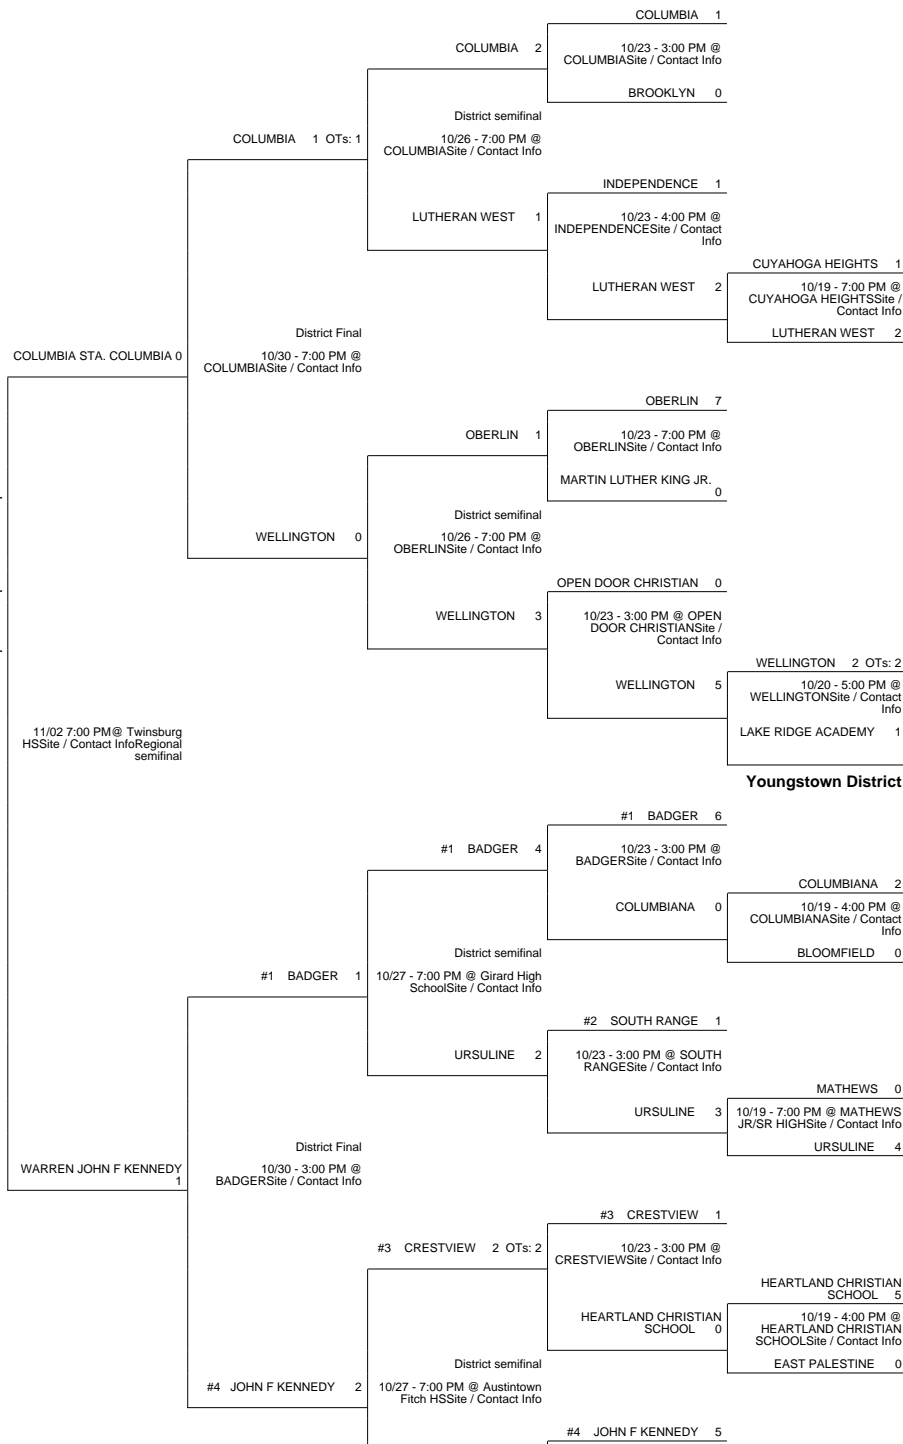 COLUMBIA 1
COLUMBIA 2
10/23 - 3:00 PM @
COLUMBIASite / Contact Info
BROOKLYN 0
District semifinal
COLUMBIA 1 OTs: 1
10/26 - 7:00 PM @
COLUMBIASite / Contact Info
INDEPENDENCE 1
LUTHERAN WEST 1
10/23 - 4:00 PM @
INDEPENDENCESite / Contact
Info
CUYAHOGA HEIGHTS 1
LUTHERAN WEST 2
10/19 - 7:00 PM @
CUYAHOGA HEIGHTSSite /
Contact Info
LUTHERAN WEST 2
District Final
COLUMBIA STA. COLUMBIA 0
10/30 - 7:00 PM @
COLUMBIASite / Contact Info
OBERLIN 7
OBERLIN 1
10/23 - 7:00 PM @
OBERLINSite / Contact Info
MARTIN LUTHER KING JR.
0
District semifinal
WELLINGTON 0
10/26 - 7:00 PM @
OBERLINSite / Contact Info
OPEN DOOR CHRISTIAN 0
WELLINGTON 3
10/23 - 3:00 PM @ OPEN
DOOR CHRISTIANSite /
Contact Info
WELLINGTON 2 OTs: 2
WELLINGTON 5
10/20 - 5:00 PM @
WELLINGTONSite / Contact
Info
LAKE RIDGE ACADEMY 1
11/02 7:00 PM@ Twinsburg
HSSite / Contact InfoRegional
semifinal
Youngstown District
#1 BADGER 6
#1 BADGER 4
10/23 - 3:00 PM @
BADGERSite / Contact Info
COLUMBIANA 2
COLUMBIANA 0
10/19 - 4:00 PM @
COLUMBIANASite / Contact
Info
BLOOMFIELD 0
District semifinal
#1 BADGER 1
10/27 - 7:00 PM @ Girard High
SchoolSite / Contact Info
#2 SOUTH RANGE 1
URSULINE 2
10/23 - 3:00 PM @ SOUTH
RANGESite / Contact Info
MATHEWS 0
URSULINE 3
10/19 - 7:00 PM @ MATHEWS
JR/SR HIGHSite / Contact Info
URSULINE 4
District Final
WARREN JOHN F KENNEDY
1
10/30 - 3:00 PM @
BADGERSite / Contact Info
#3 CRESTVIEW 1
#3 CRESTVIEW 2 OTs: 2
10/23 - 3:00 PM @
CRESTVIEWSite / Contact Info
HEARTLAND CHRISTIAN
SCHOOL 5
HEARTLAND CHRISTIAN
SCHOOL 0
10/19 - 4:00 PM @
HEARTLAND CHRISTIAN
SCHOOLSite / Contact Info
EAST PALESTINE 0
District semifinal
#4 JOHN F KENNEDY 2
10/27 - 7:00 PM @ Austintown
Fitch HSSite / Contact Info
#4 JOHN F KENNEDY 5